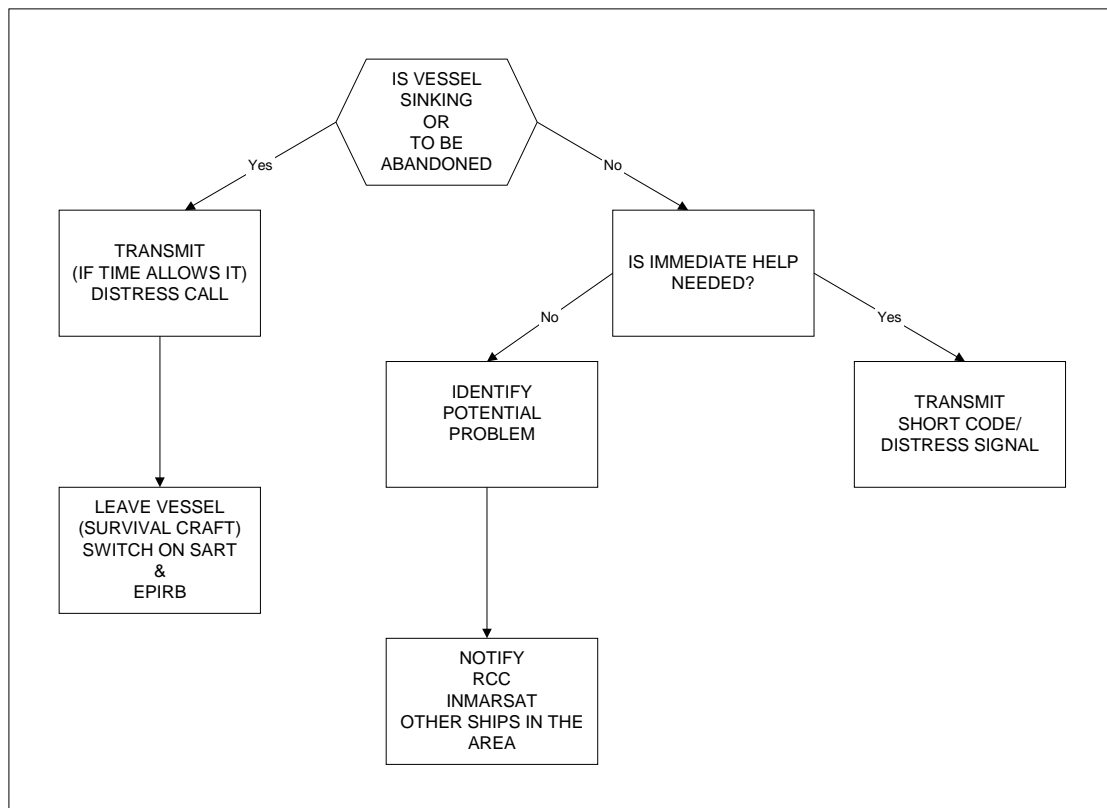 IS VESSEL
SINKING
OR
TO BE
ABANDONED
Yes
No
TRANSMIT
(IF TIME ALLOWS IT)
DISTRESS CALL
IS IMMEDIATE HELP
NEEDED?
No
Yes
IDENTIFY
POTENTIAL
PROBLEM
TRANSMIT
SHORT CODE/
DISTRESS SIGNAL
LEAVE VESSEL
(SURVIVAL CRAFT)
SWITCH ON SART
&
EPIRB
NOTIFY
RCC
INMARSAT
OTHER SHIPS IN THE
AREA